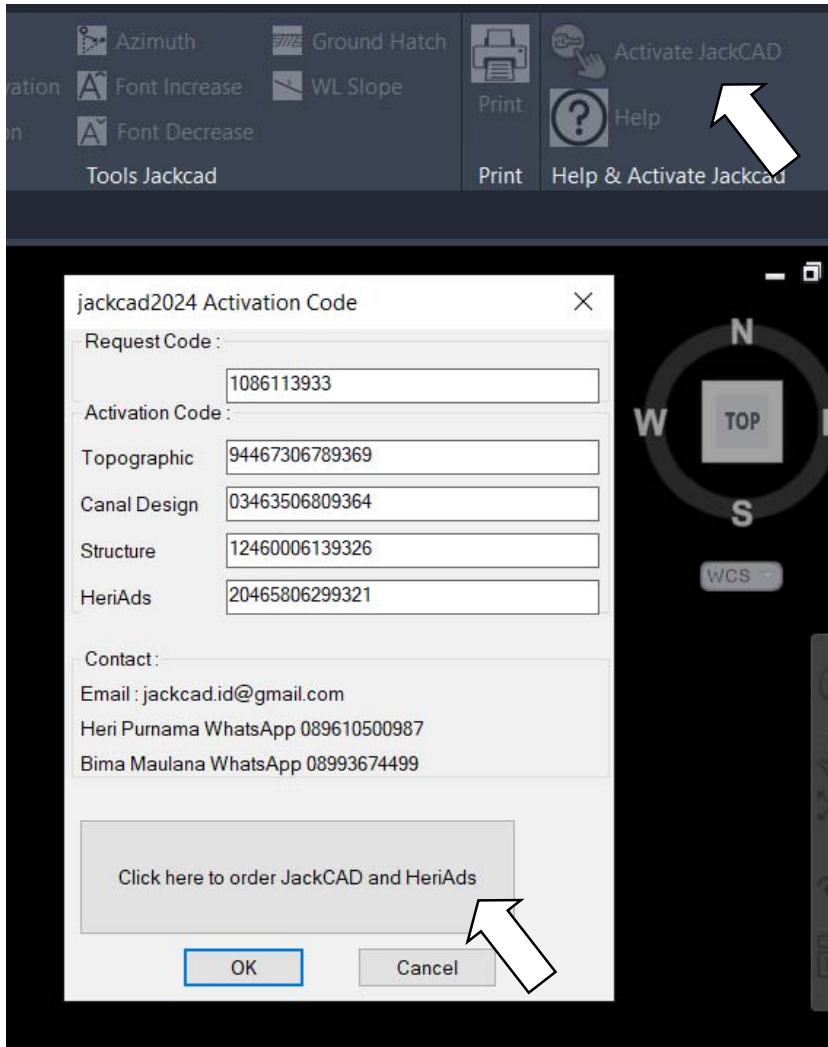 Azimuth
Ground Hatch
Activate JackCAD
vation
Font Increase
WL Slope
Print
Help
on
Font Decrease
Tools Jackcad
Print
Help & Activate Jackcad
jackcad2024 Activation Code
Request Code :
1086113933
Activation Code :
Topographic 94467306789369
Canal Design 03463506809364
Structure 12460006139326
HeriAds 20465806299321
Contact :
Email : jackcad.id@gmail.com
Heri Purnama WhatsApp 089610500987
Bima Maulana WhatsApp 08993674499
Click here to order JackCAD and HeriAds
OK Cancel
N
W TOP
S
WCS